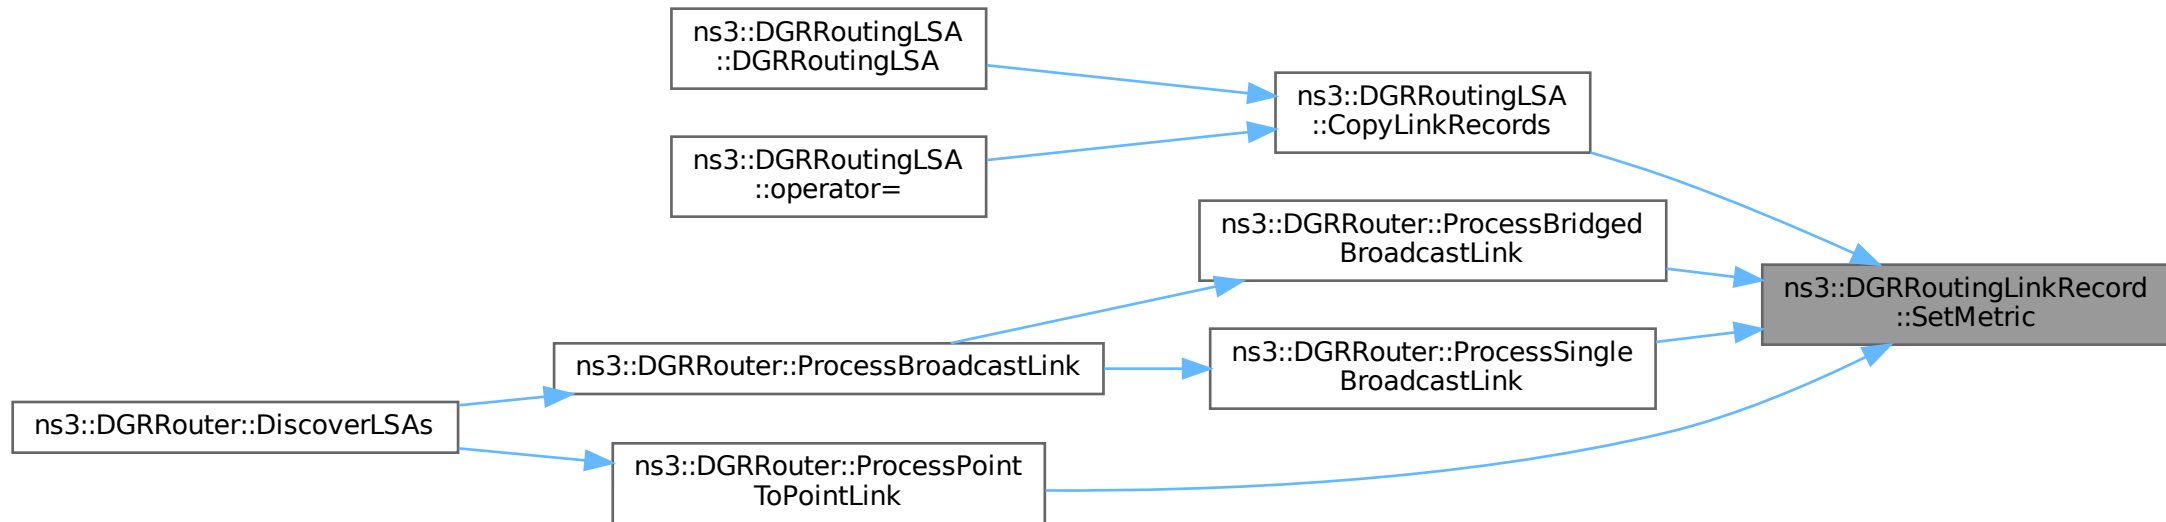 ns3::DGRRoutingLSA
::DGRRoutingLSA
ns3::DGRRoutingLSA
::CopyLinkRecords
ns3::DGRRoutingLSA
::operator=
ns3::DGRRouter::ProcessBridged
BroadcastLink
ns3::DGRRoutingLinkRecord
::SetMetric
ns3::DGRRouter::ProcessBroadcastLink
ns3::DGRRouter::ProcessSingle
BroadcastLink
ns3::DGRRouter::DiscoverLSAs
ns3::DGRRouter::ProcessPoint
ToPointLink